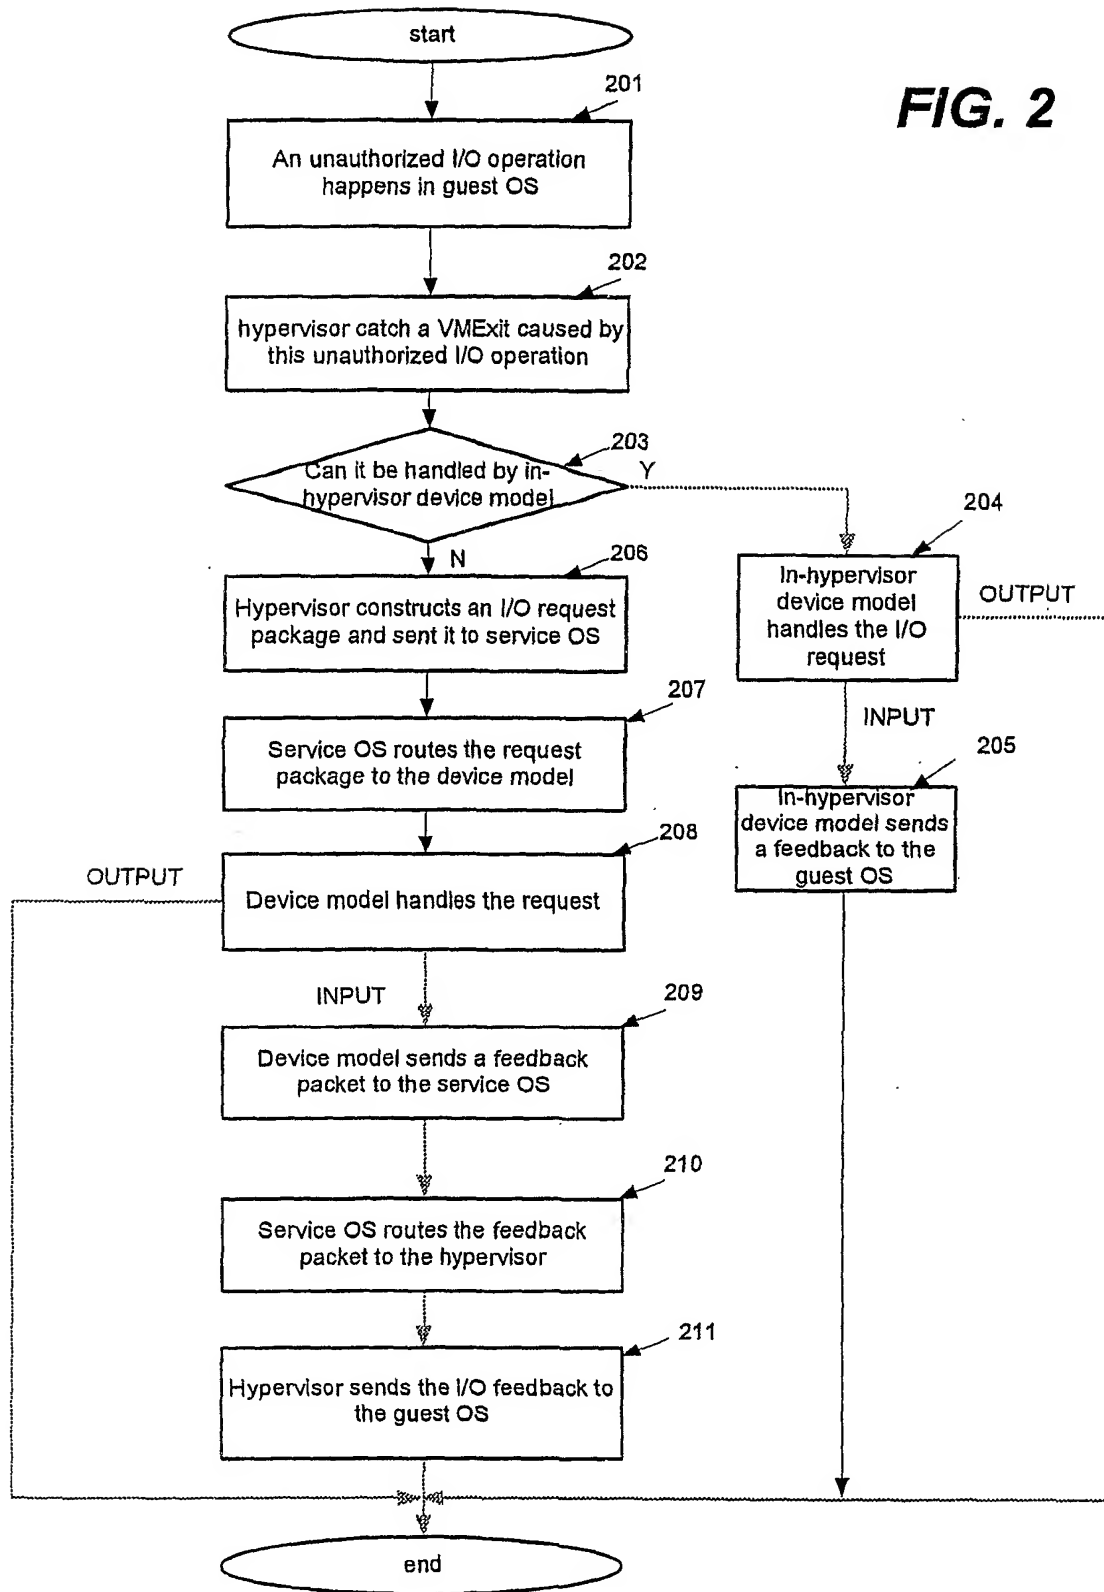 start
FIG. 2
201
An unauthorized I/O operation
happens in guest OS
202
hypervisor catch a VMExit caused by
this unauthorized I/O operation
203
Can it be handled by in-
hypervisor device model
Y
N
204
In-hypervisor
device model
handles the I/O
request
OUTPUT
INPUT
205
In-hypervisor
device model sends
a feedback to the
guest OS
206
Hypervisor constructs an I/O request
package and sent it to service OS
207
Service OS routes the request
package to the device model
208
Device model handles the request
OUTPUT
INPUT
209
Device model sends a feedback
packet to the service OS
210
Service OS routes the feedback
packet to the hypervisor
211
Hypervisor sends the I/O feedback to
the guest OS
end